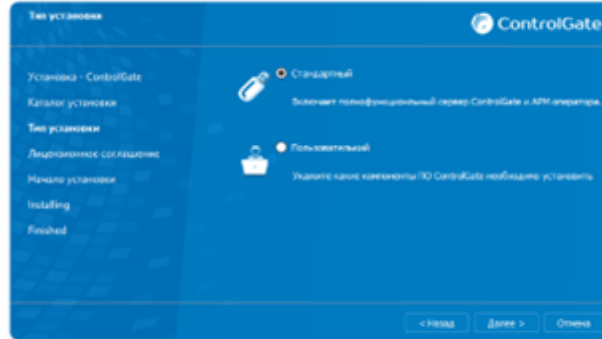 Тип установки
ControlGate
Установка - ControlGate
Каталог установки
Тип установки
Лицензионное соглашение
Начало установки
Installing
Finished
Стандартный
Включает полнофункциональный сервер ControlGate и АРМ оператора.
Пользовательский
Укажите какие компоненты ПО ControlGate необходимо установить
< Назад
Далее >
Отмена